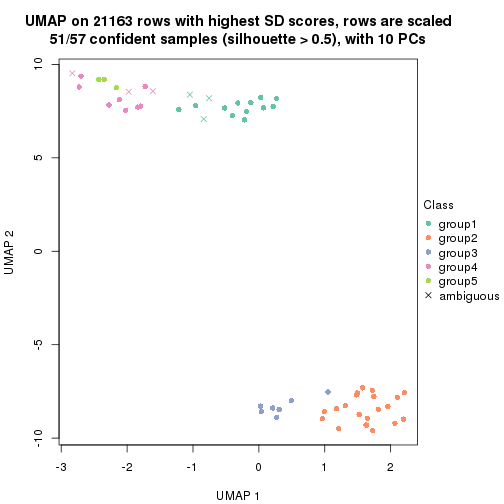 UMAP on 21163 rows with highest SD scores, rows are scaled
51/57 confident samples (silhouette > 0.5), with 10 PCs
10
5
0
-5
-10
UMAP 2
-3
-2
-1
0
1
2
UMAP 1
Class
group1
group2
group3
group4
group5
ambiguous